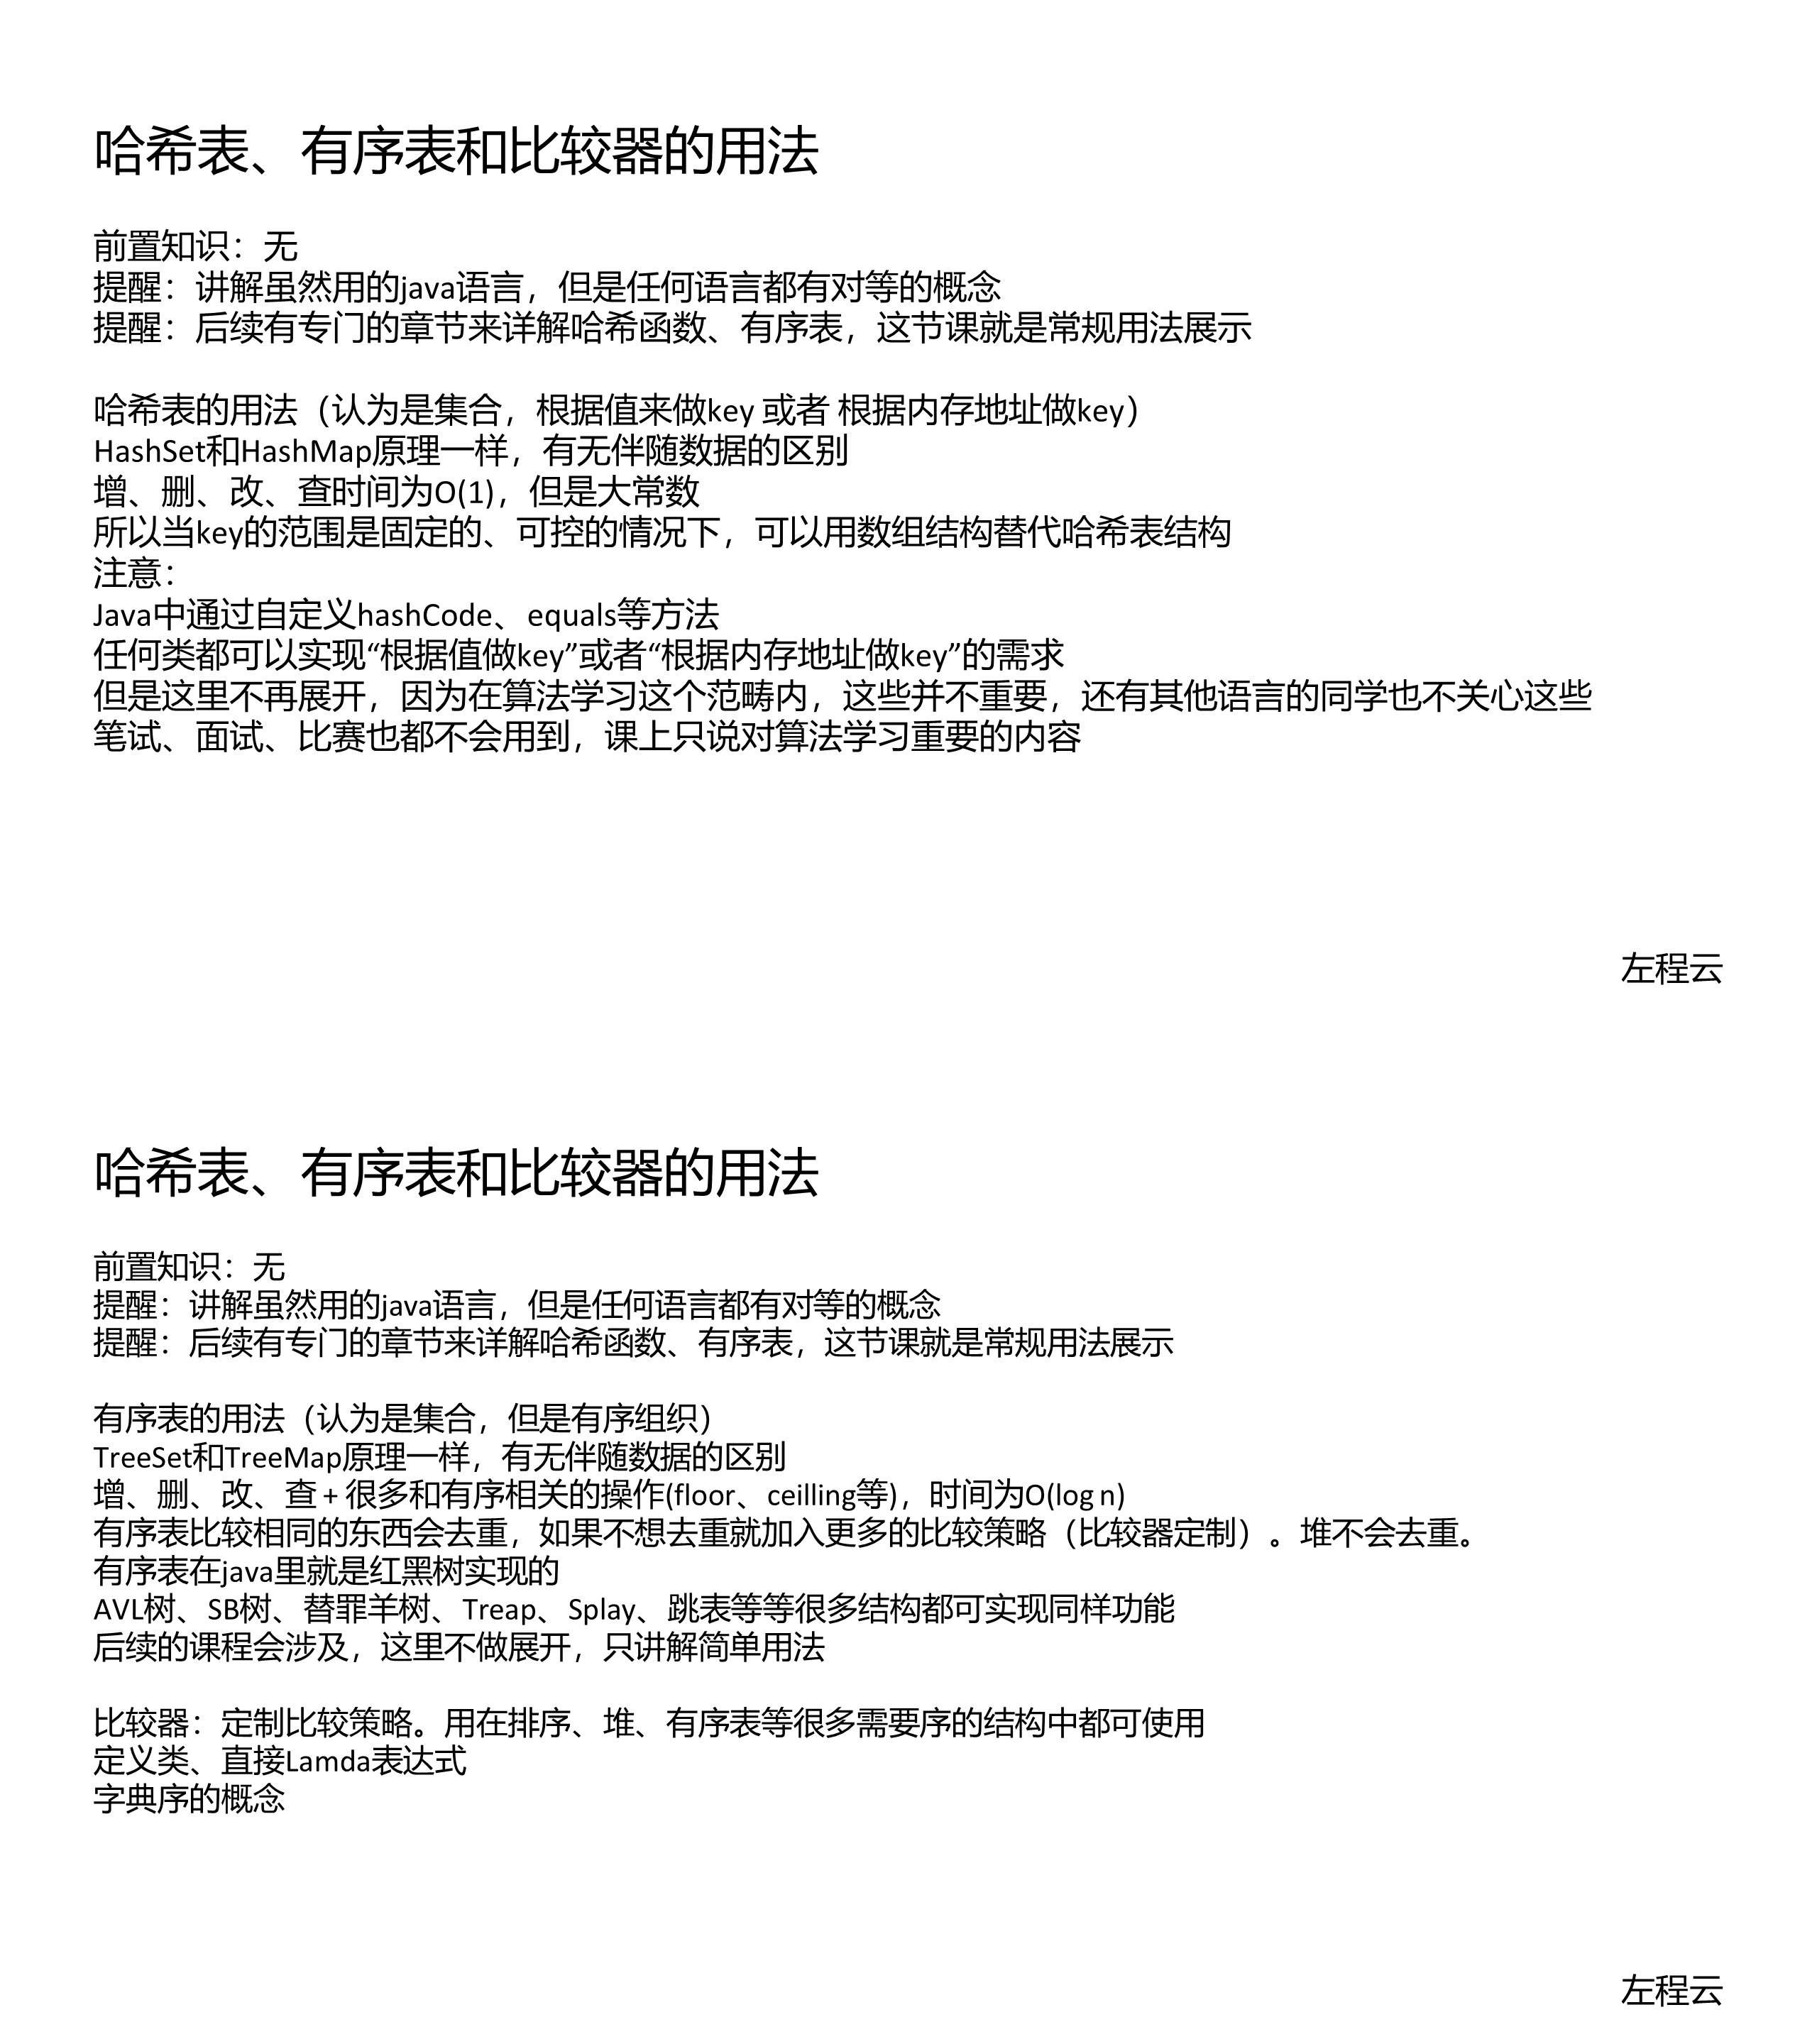 哈希表、有序表和比较器的用法
前置知识：无
提醒：讲解虽然用的java语言，但是任何语言都有对等的概念
提醒：后续有专门的章节来详解哈希函数、有序表，这节课就是常规用法展示
哈希表的用法（认为是集合，根据值来做key 或者 根据内存地址做key）
HashSet和HashMap原理一样，有无伴随数据的区别
增、删、改、查时间为O(1)，但是大常数
所以当key的范围是固定的、可控的情况下，可以用数组结构替代哈希表结构
注意：
Java中通过自定义hashCode、equals等方法
任何类都可以实现“根据值做key”或者“根据内存地址做key”的需求
但是这里不再展开，因为在算法学习这个范畴内，这些并不重要，还有其他语言的同学也不关心这些
笔试、面试、比赛也都不会用到，课上只说对算法学习重要的内容
左程云
哈希表、有序表和比较器的用法
前置知识：无
提醒：讲解虽然用的java语言，但是任何语言都有对等的概念
提醒：后续有专门的章节来详解哈希函数、有序表，这节课就是常规用法展示
有序表的用法（认为是集合，但是有序组织）
TreeSet和TreeMap原理一样，有无伴随数据的区别
增、删、改、查 + 很多和有序相关的操作(floor、ceilling等)，时间为O(log n)
有序表比较相同的东西会去重，如果不想去重就加入更多的比较策略（比较器定制）。堆不会去重。
有序表在java里就是红黑树实现的
AVL树、SB树、替罪羊树、Treap、Splay、跳表等等很多结构都可实现同样功能
后续的课程会涉及，这里不做展开，只讲解简单用法
比较器：定制比较策略。用在排序、堆、有序表等很多需要序的结构中都可使用
定义类、直接Lamda表达式
字典序的概念
左程云